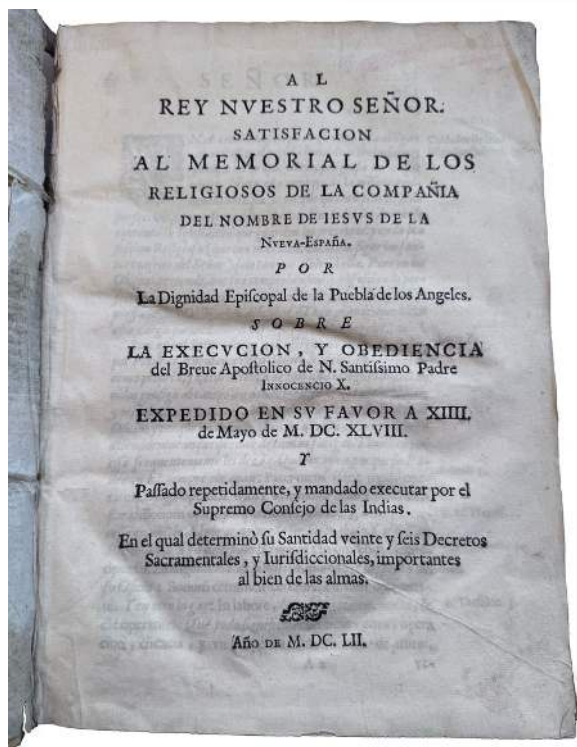 AL
REY NVESTRO SEÑOR.
SATISFACION
AL MEMORIAL DE LOS
RELIGIOSOS DE LA COMPAÑIA
DEL NOMBRE DE IESVS DE LA
NVEVA-ESPAÑA.
POR
La Dignidad Epiſcopal de la Puebla de los Angeles.
SOBRE
LA EXECVCION, Y OBEDIENCIA
del Breue Apoſtolico de N. Santiſsimo Padre
INNOCENCIO X.
EXPEDIDO EN SV FAVOR A XIIII.
de Mayo de M. DC. XLVIII.
Y
Paſſado repetidamente, y mandado executar por el
Supremo Conſejo de las Indias.
En el qual determinò ſu Santidad veinte y ſeis Decretos
Sacramentales, y Iuriſdiccionales, importantes
al bien de las almas.
AÑO DE M. DC. LII.